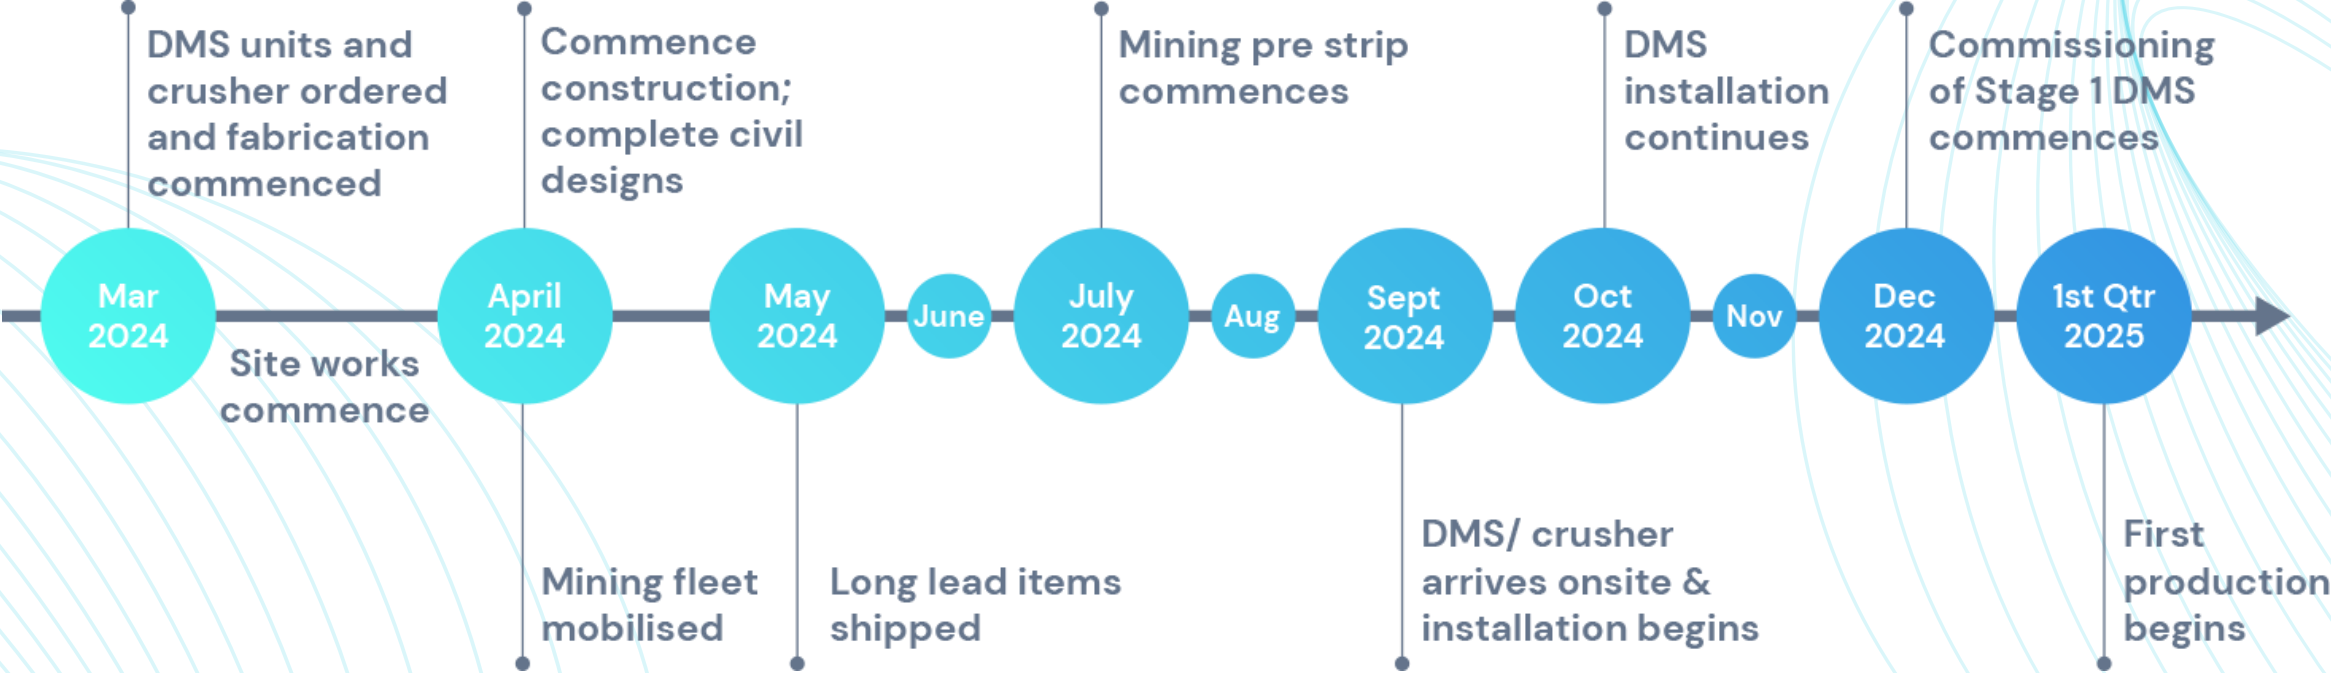 DMS units and
crusher ordered
and fabrication
commenced
Commence
construction;
complete civil
designs
Mining pre strip
commences
DMS
installation
continues
Commissioning
of Stage 1 DMS
commences
Mar
2024
April
2024
May
2024
June
July
2024
Aug
Sept
2024
Oct
2024
Nov
Dec
2024
1st Qtr
2025
Site works
commence
Mining fleet
mobilised
Long lead items
shipped
DMS/ crusher
arrives onsite &
installation begins
First
production
begins